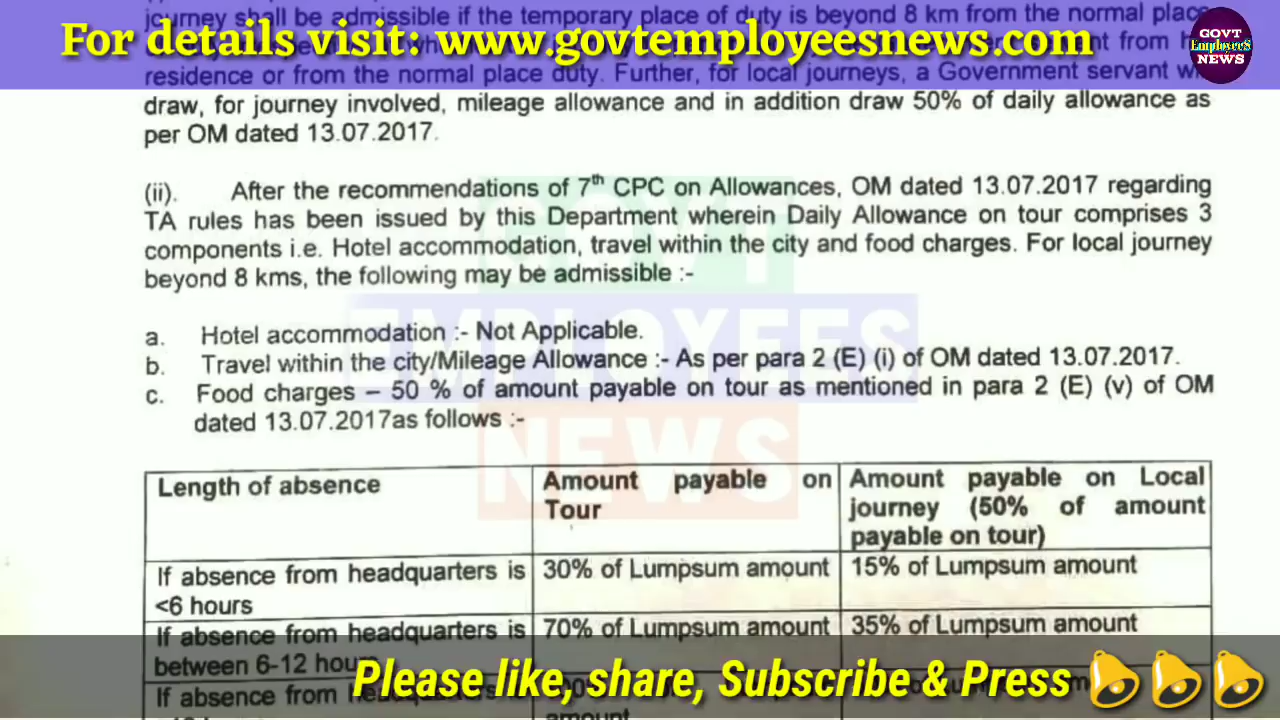 journey shall be admissible if the temporary place of duty is beyond 8 km from the normal place
For details visit: www.govtemployeesnews.com
GOVT
EmployeeS
NEWS
residence or from the normal place duty. Further, for local journeys, a Government servant
draw, for journey involved, mileage allowance and in addition draw 50% of daily allowance as
per OM dated 13.07.2017.
(ii). After the recommendations of 7th CPC on Allowances, OM dated 13.07.2017 regarding
TA rules has been issued by this Department wherein Daily Allowance on tour comprises 3
components i.e. Hotel accommodation, travel within the city and food charges. For local journey
beyond 8 kms, the following may be admissible :-
GOVT
EMPLOYEES
NEWS
a. Hotel accommodation :- Not Applicable.
b. Travel within the city/Mileage Allowance :- As per para 2 (E) (i) of OM dated 13.07.2017.
c. Food charges – 50 % of amount payable on tour as mentioned in para 2 (E) (v) of OM
dated 13.07.2017as follows :-
Length of absence
Amount payable on
Tour
Amount payable on Local
journey (50% of amount
payable on tour)
If absence from headquarters is
<6 hours
30% of Lumpsum amount
15% of Lumpsum amount
If absence from headquarters is
between 6-12 hours
70% of Lumpsum amount
35% of Lumpsum amount
If absence from
amount
Please like, share, Subscribe & Press